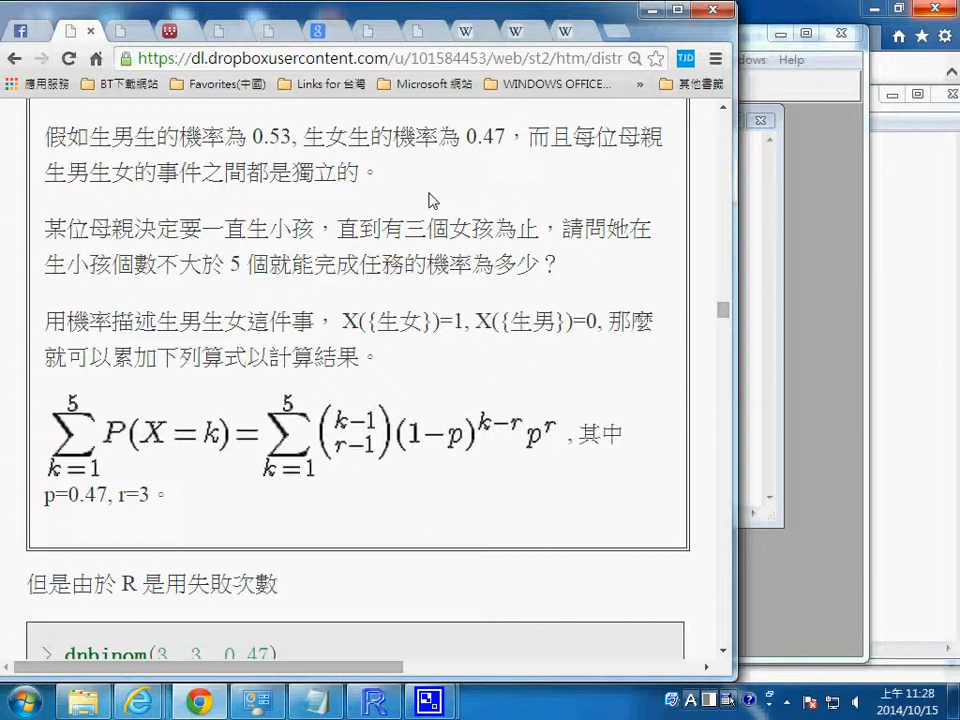 https://dl.dropboxusercontent.com/u/101584453/web/st2/htm/distr
應用服務 BT下載網站 Favorites(中國) Links for 台灣 Microsoft 網站 WINDOWS OFFICE... » 其他書籤
dows Help
假如生男生的機率為 0.53, 生女生的機率為 0.47，而且每位母親
生男生女的事件之間都是獨立的。
某位母親決定要一直生小孩，直到有三個女孩為止，請問她在
生小孩個數不大於 5 個就能完成任務的機率為多少？
用機率描述生男生女這件事， X({生女})=1, X({生男})=0, 那麼
就可以累加下列算式以計算結果。
\sum_{k=1}^{5} P(X=k) = \sum_{k=1}^{5} \binom{k-1}{r-1} (1-p)^{k-r} p^r , 其中
p=0.47, r=3。
但是由於 R 是用失敗次數
> dnbinom(3, 3, 0.47)
上午 11:28
2014/10/15